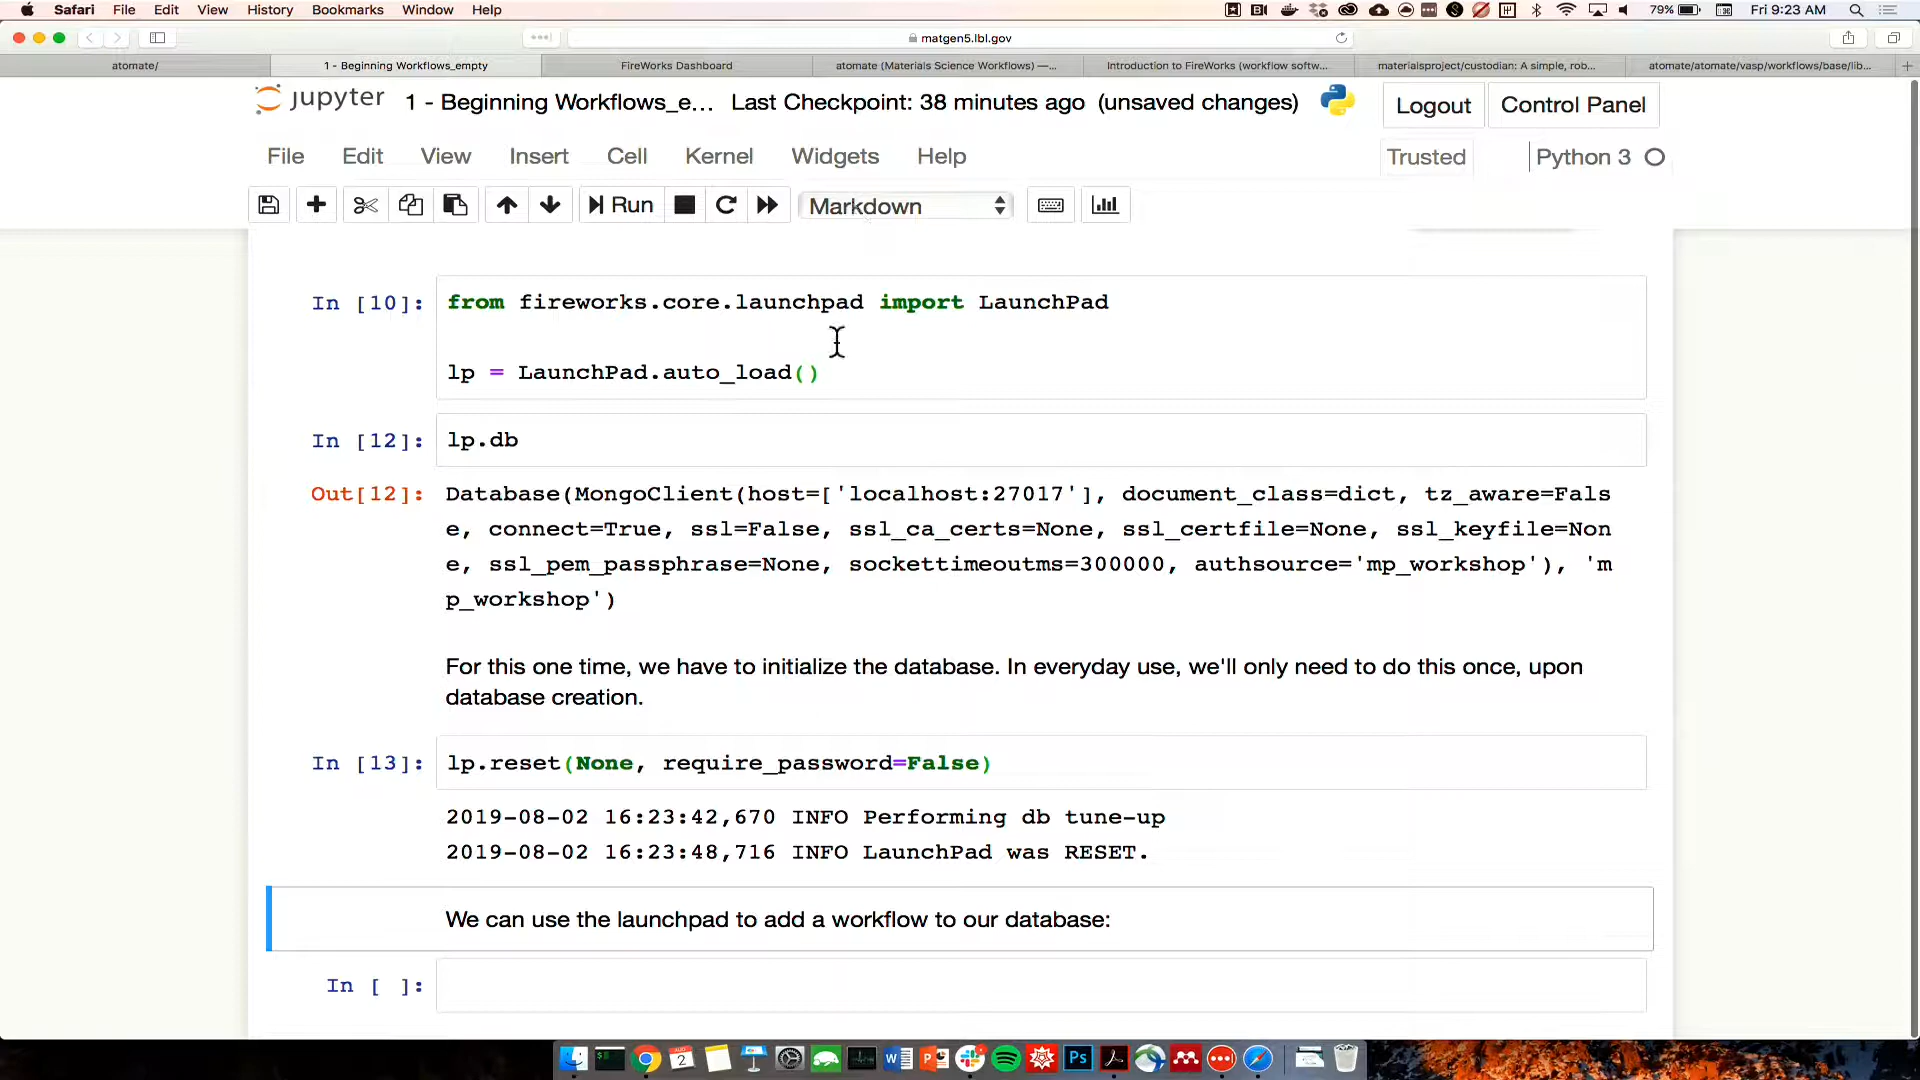 Safari File Edit View History Bookmarks Window Help 79% Fri 9:23 AM
matgen5.lbl.gov
atomate/ 1 - Beginning Workflows_empty FireWorks Dashboard atomate (Materials Science Workflows) —... Introduction to FireWorks (workflow softw... materialsproject/custodian: A simple, rob... atomate/atomate/vasp/workflows/base/lib...
jupyter 1 - Beginning Workflows_e... Last Checkpoint: 38 minutes ago (unsaved changes) Logout Control Panel
File Edit View Insert Cell Kernel Widgets Help Trusted Python 3
Run Markdown
In [10]: from fireworks.core.launchpad import LaunchPad
lp = LaunchPad.auto_load()
In [12]: lp.db
Out[12]: Database(MongoClient(host=['localhost:27017'], document_class=dict, tz_aware=Fals
e, connect=True, ssl=False, ssl_ca_certs=None, ssl_certfile=None, ssl_keyfile=Non
e, ssl_pem_passphrase=None, sockettimeoutms=300000, authsource='mp_workshop'), 'm
p_workshop')
For this one time, we have to initialize the database. In everyday use, we'll only need to do this once, upon
database creation.
In [13]: lp.reset(None, require_password=False)
2019-08-02 16:23:42,670 INFO Performing db tune-up
2019-08-02 16:23:48,716 INFO LaunchPad was RESET.
We can use the launchpad to add a workflow to our database:
In [ ]: